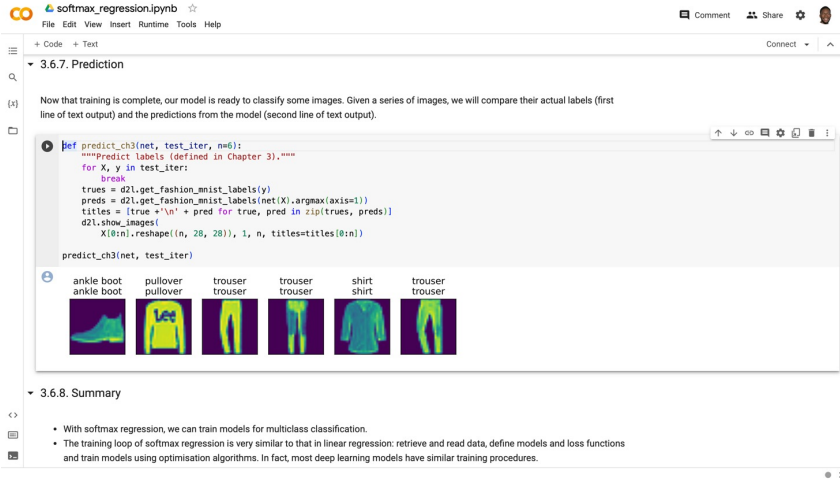 softmax_regression.ipynb
File Edit View Insert Runtime Tools Help
Comment Share
+ Code + Text
Connect
3.6.7. Prediction
Now that training is complete, our model is ready to classify some images. Given a series of images, we will compare their actual labels (first
line of text output) and the predictions from the model (second line of text output).
def predict_ch3(net, test_iter, n=6):
"""Predict labels (defined in Chapter 3)."""
for X, y in test_iter:
break
trues = d2l.get_fashion_mnist_labels(y)
preds = d2l.get_fashion_mnist_labels(net(X).argmax(axis=1))
titles = [true +'\n' + pred for true, pred in zip(trues, preds)]
d2l.show_images(
X[0:n].reshape((n, 28, 28)), 1, n, titles=titles[0:n])
predict_ch3(net, test_iter)
ankle boot pullover trouser trouser shirt trouser
ankle boot pullover trouser trouser shirt trouser
Lee
3.6.8. Summary
• With softmax regression, we can train models for multiclass classification.
• The training loop of softmax regression is very similar to that in linear regression: retrieve and read data, define models and loss functions
and train models using optimisation algorithms. In fact, most deep learning models have similar training procedures.